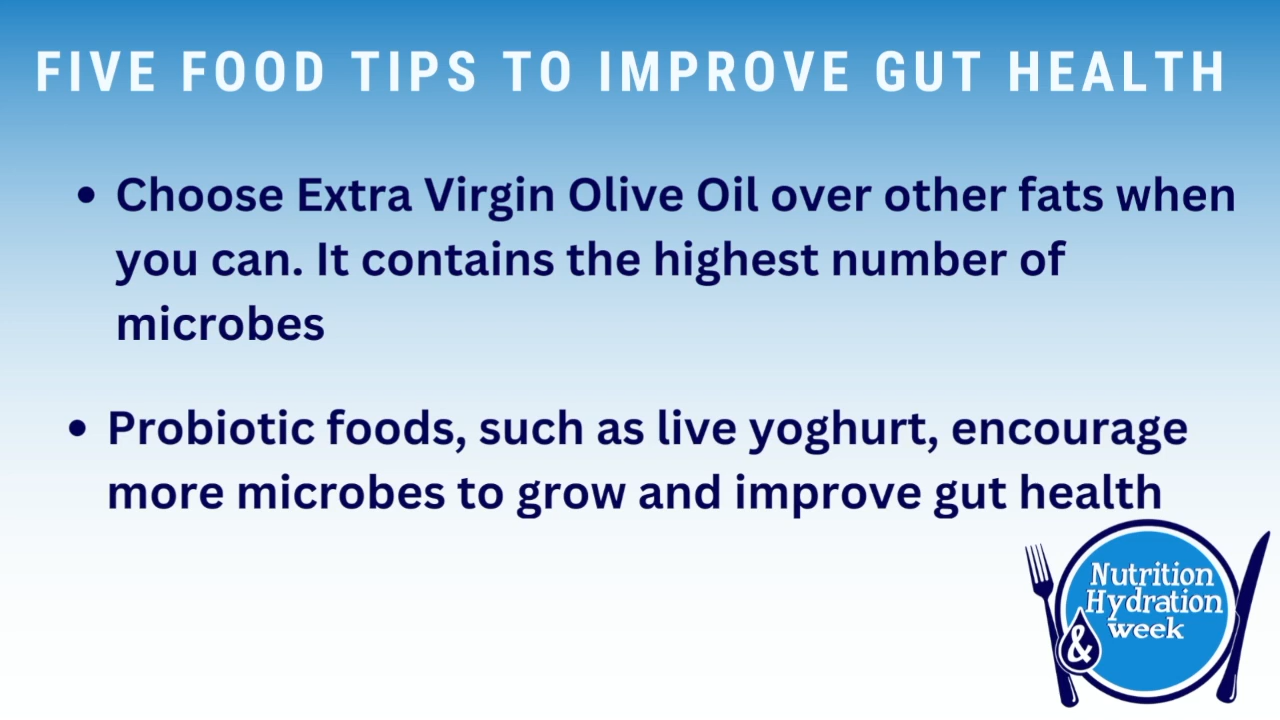 FIVE FOOD TIPS TO IMPROVE GUT HEALTH
• Choose Extra Virgin Olive Oil over other fats when
you can. It contains the highest number of
microbes
• Probiotic foods, such as live yoghurt, encourage
more microbes to grow and improve gut health
Nutrition
Hydration
& week